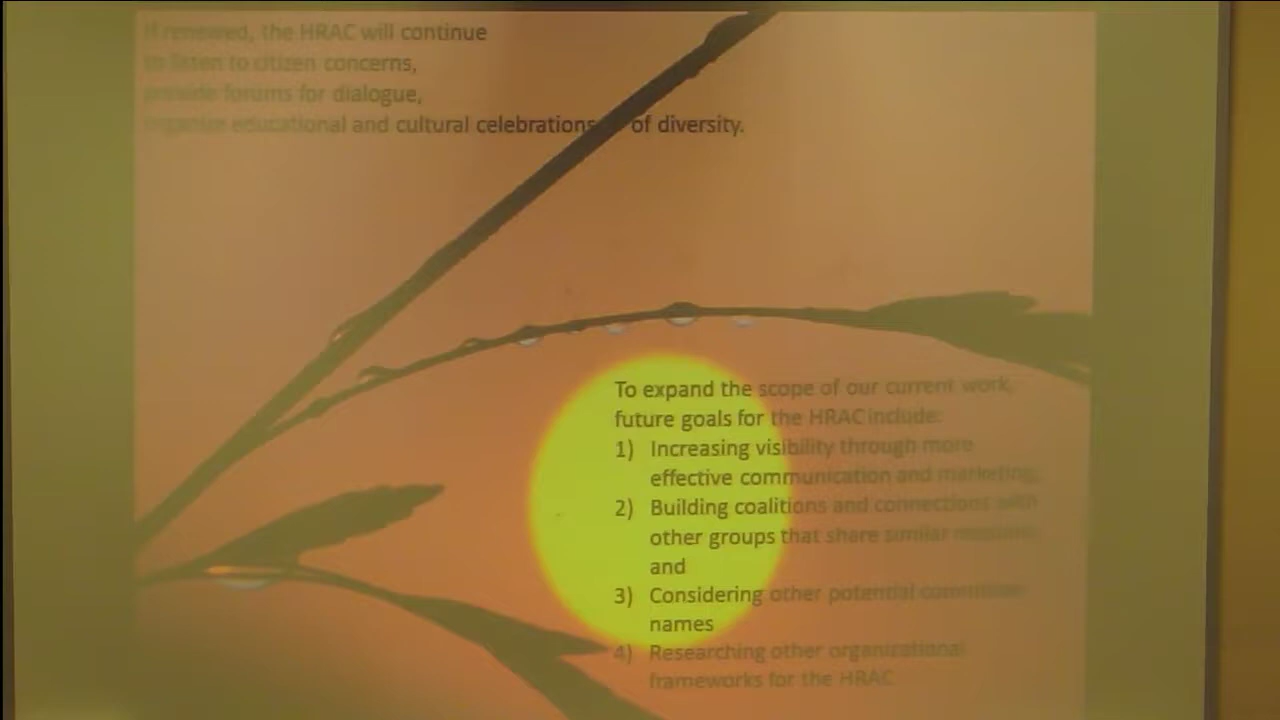 If renewed, the HRAC will continue
to listen to citizen concerns,
provide forums for dialogue,
organize educational and cultural celebrations of diversity.
To expand the scope of our current work,
future goals for the HRAC include:
1) Increasing visibility through more
effective communication and marketing;
2) Building coalitions and connections with
other groups that share similar
and
3) Considering other potential committee
names
4) Researching other organizational
frameworks for the HRAC